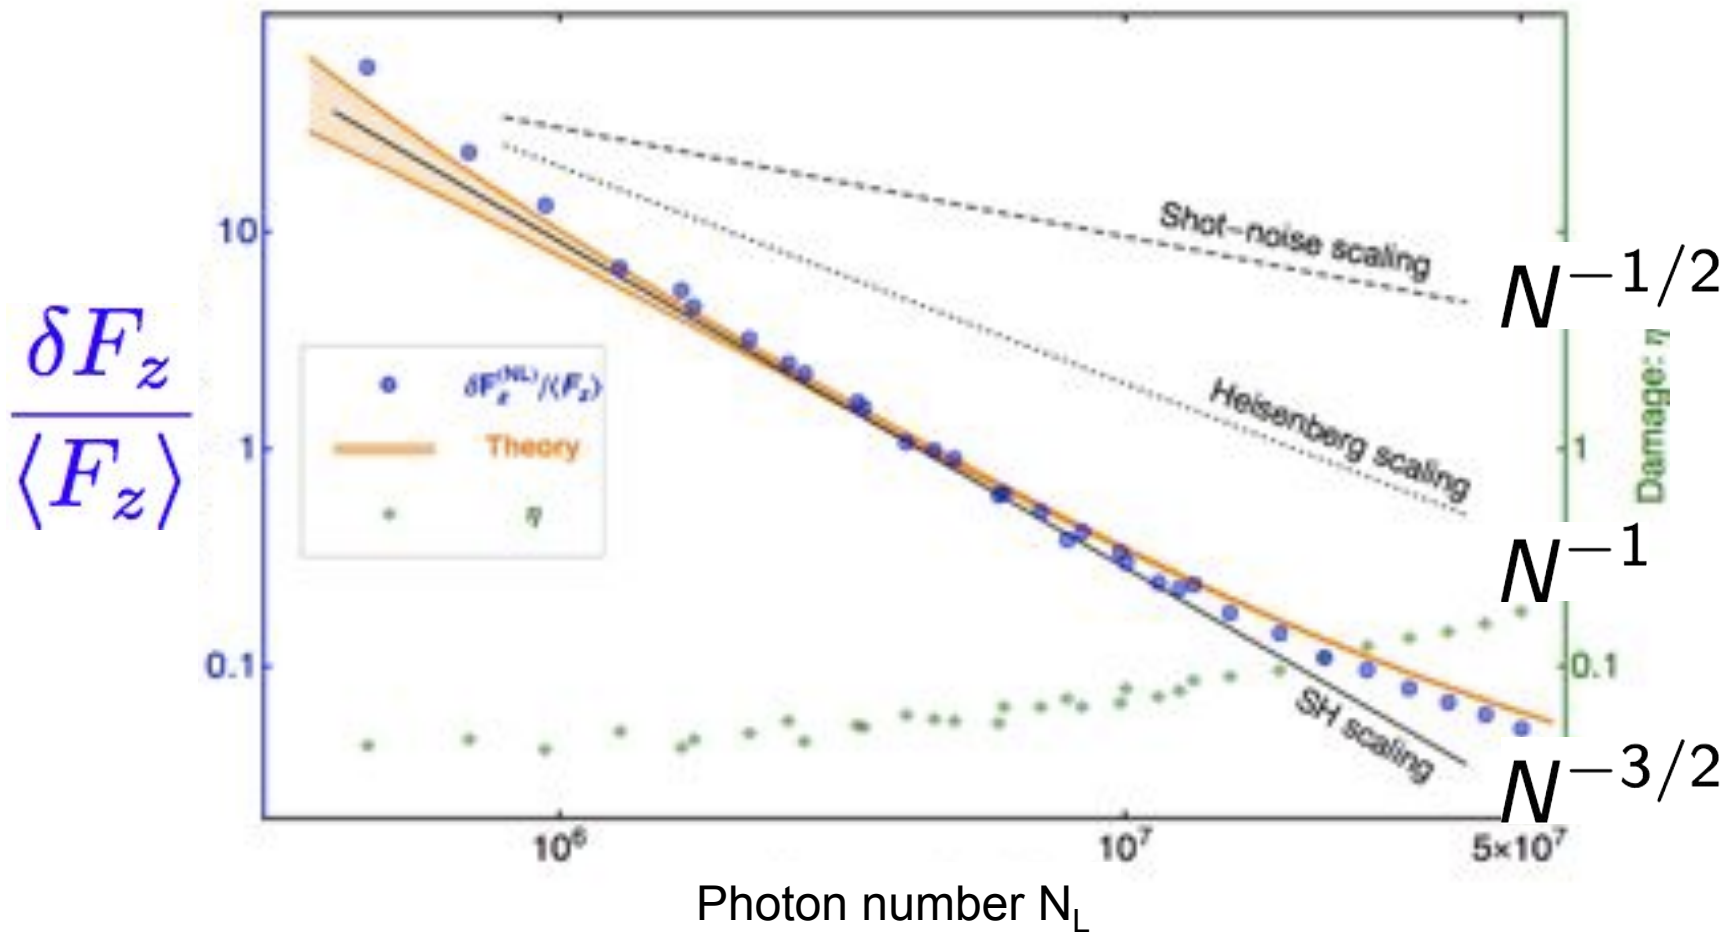 δF_z
⟨F_z⟩
10
1
0.1
δF_z^(NL)/⟨F_z⟩
Theory
η
Shot-noise scaling
N^{-1/2}
Heisenberg scaling
N^{-1}
SH scaling
N^{-3/2}
1
0.1
Damage: η
10^6
10^7
5×10^7
Photon number N_L